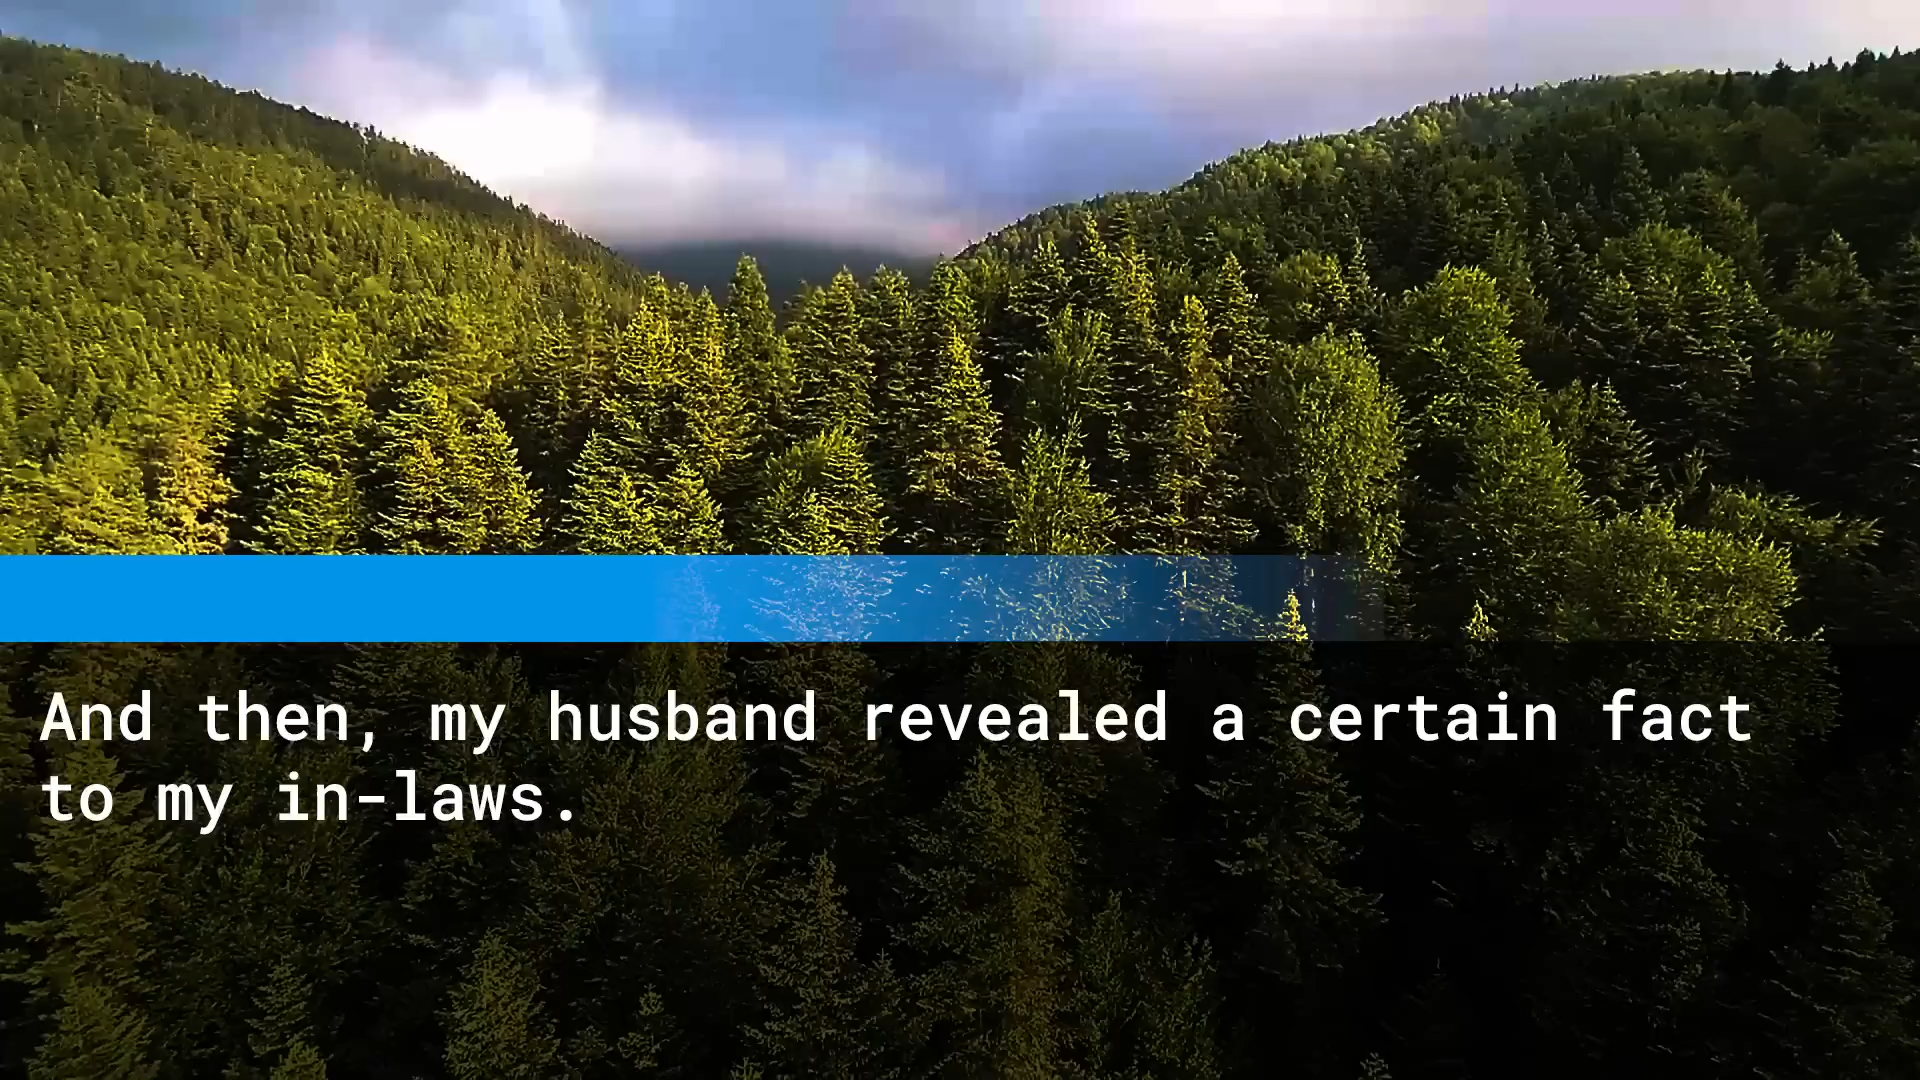 And then, my husband revealed a certain fact
to my in-laws.